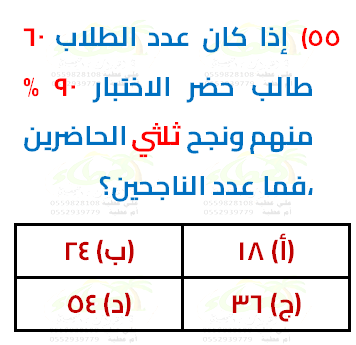 ٥٥) إذا كان عدد الطلاب ٦٠
طالب حضر الاختبار ٩٠ %
منهم ونجح ثلثي الحاضرين
،فما عدد الناجحين؟
(أ) ١٨ (ب) ٢٤
(ج) ٣٦ (د) ٥٤